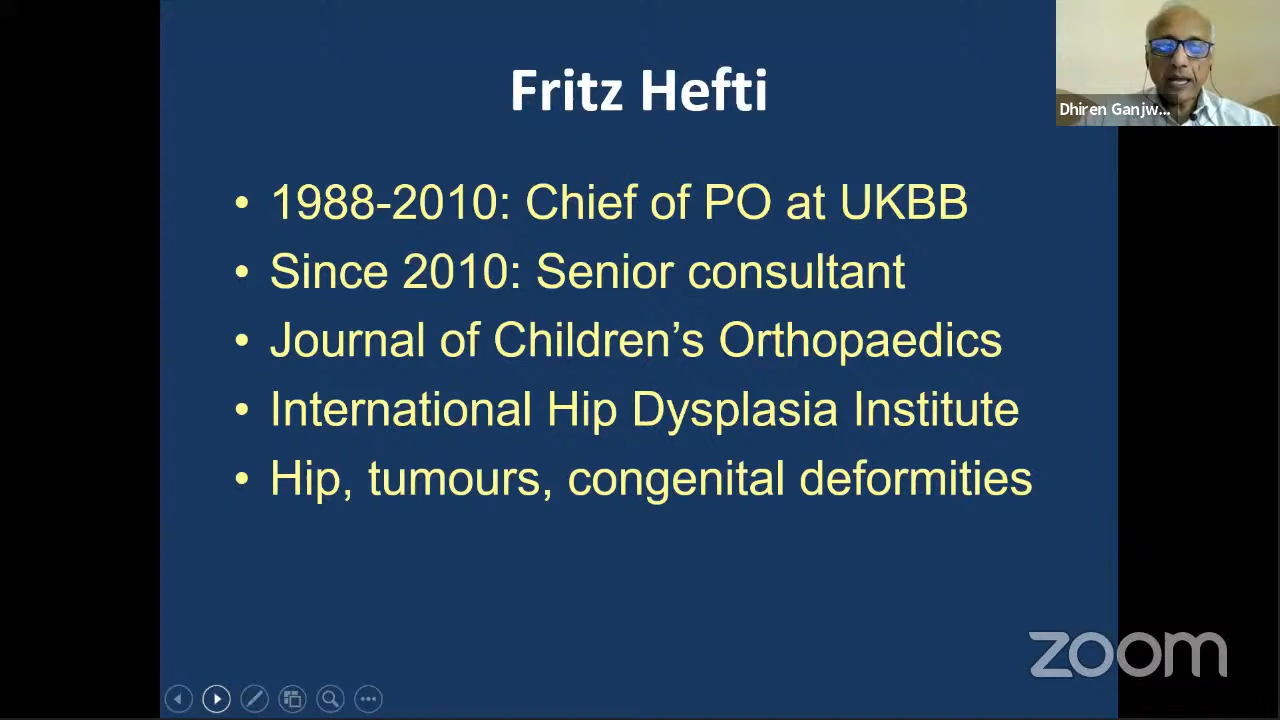 Fritz Hefti
Dhiren Ganjw...
• 1988-2010: Chief of PO at UKBB
• Since 2010: Senior consultant
• Journal of Children’s Orthopaedics
• International Hip Dysplasia Institute
• Hip, tumours, congenital deformities
zoom